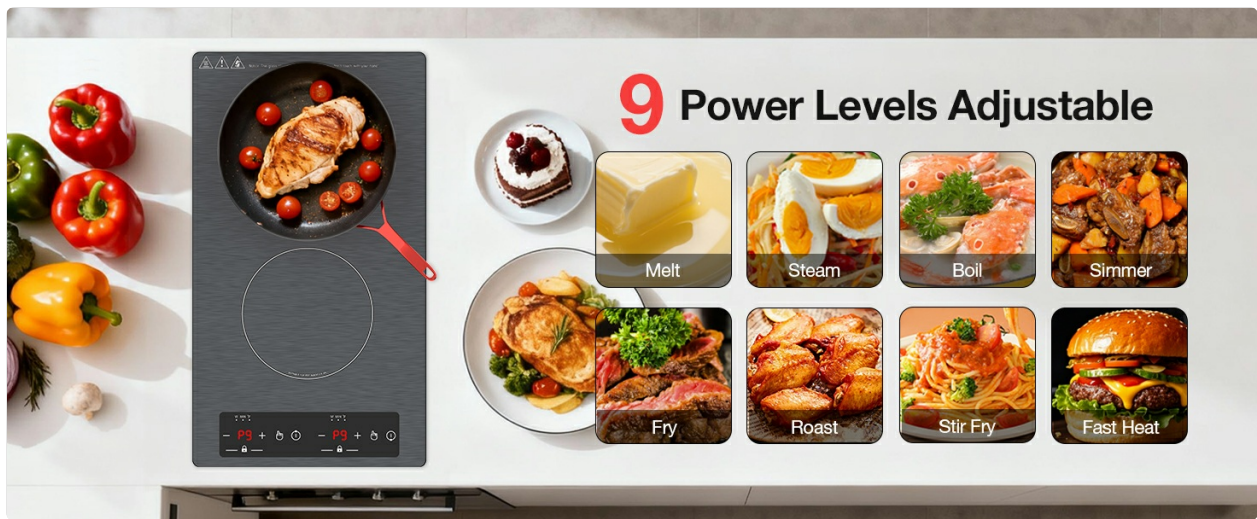 9 Power Levels Adjustable
Melt
Steam
Boil
Simmer
Fry
Roast
Stir Fry
Fast Heat
- P9 +
- P9 +